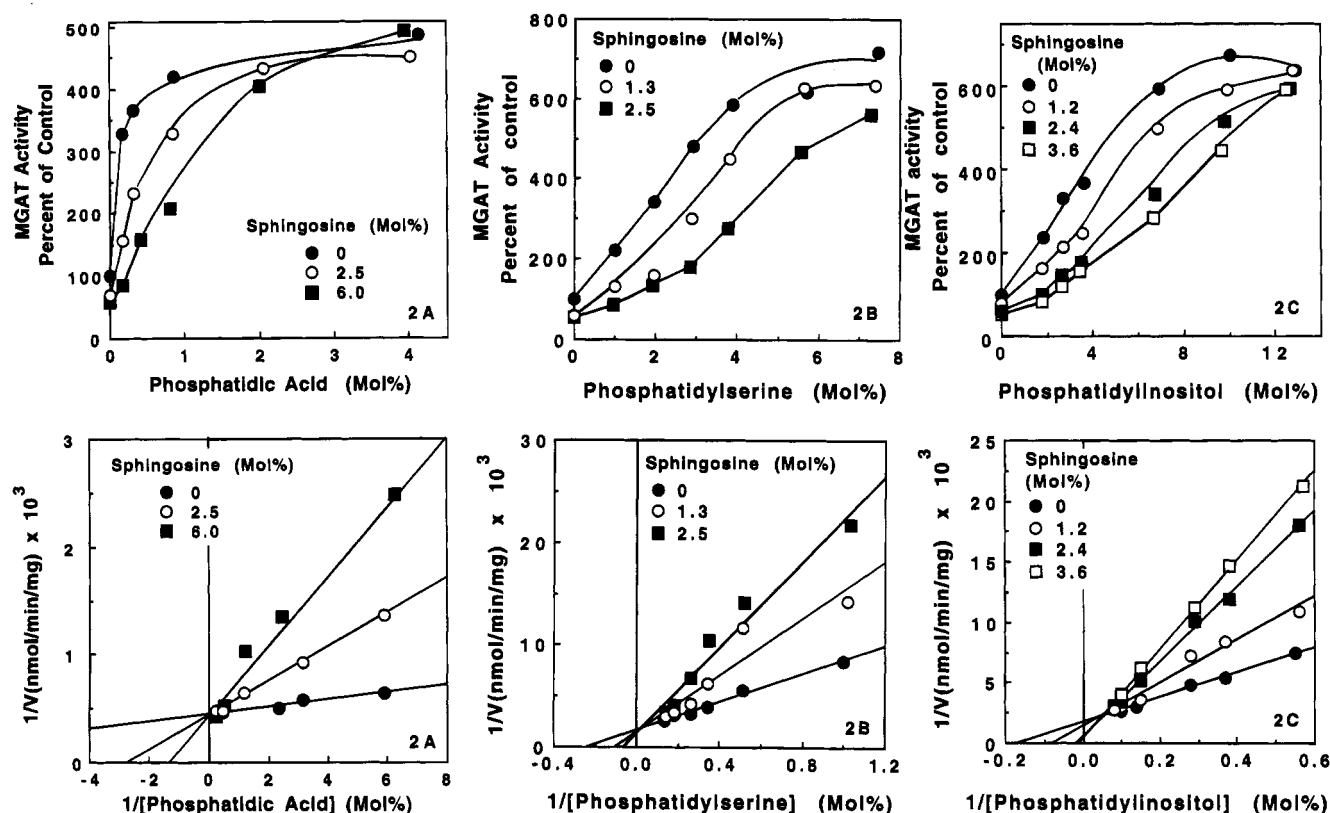 MGAT Activity
Percent of Control
500
400
300
200
100
0
0
2
4
Sphingosine (Mol%)
● 0
○ 2.5
■ 6.0
2A
Phosphatidic Acid (Mol%)
MGAT Activity
Percent of control
800
600
400
200
0
0
2
4
6
8
Sphingosine (Mol%)
● 0
○ 1.3
■ 2.5
2B
Phosphatidylserine (Mol%)
MGAT activity
Percent of control
600
400
200
0
0
4
8
12
Sphingosine
(Mol%)
● 0
○ 1.2
■ 2.4
□ 3.6
2C
Phosphatidylinositol (Mol%)
1/V(nmol/min/mg) x 10³
3
2
1
0
-4
-2
0
2
4
6
8
Sphingosine (Mol%)
● 0
○ 2.5
■ 6.0
2A
1/[Phosphatidic Acid] (Mol%)
1/V(nmol/min/mg) x 10³
30
20
10
0
-0.4
0.0
0.4
0.8
1.2
Sphingosine (Mol%)
● 0
○ 1.3
■ 2.5
2B
1/[Phosphatidylserine] (Mol%)
1/V(nmol/min/mg) x 10³
25
20
15
10
5
0
-0.2
0.0
0.2
0.4
0.6
Sphingosine
(Mol%)
● 0
○ 1.2
■ 2.4
□ 3.6
2C
1/[Phosphatidylinositol] (Mol%)